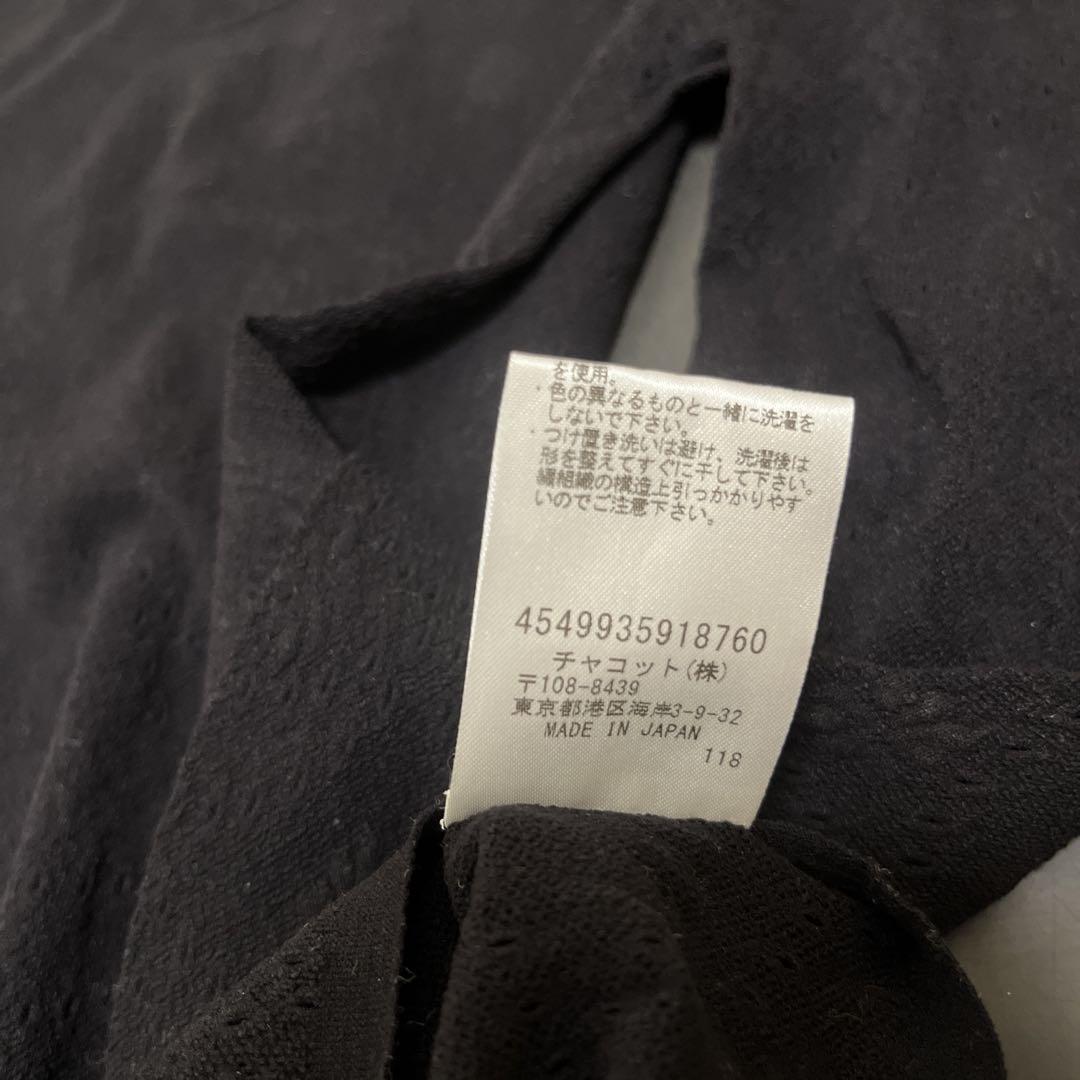 を使用。
・色の異なるものと一緒に洗濯を
しないで下さい。
・つけ置き洗いは避け、洗濯後は
形を整えてすぐに干して下さい。
編組織の構造上引っかかりやす
いのでご注意下さい。
4549935918760
チャコット(株)
〒108-8439
東京都港区海岸3-9-32
MADE IN JAPAN
118